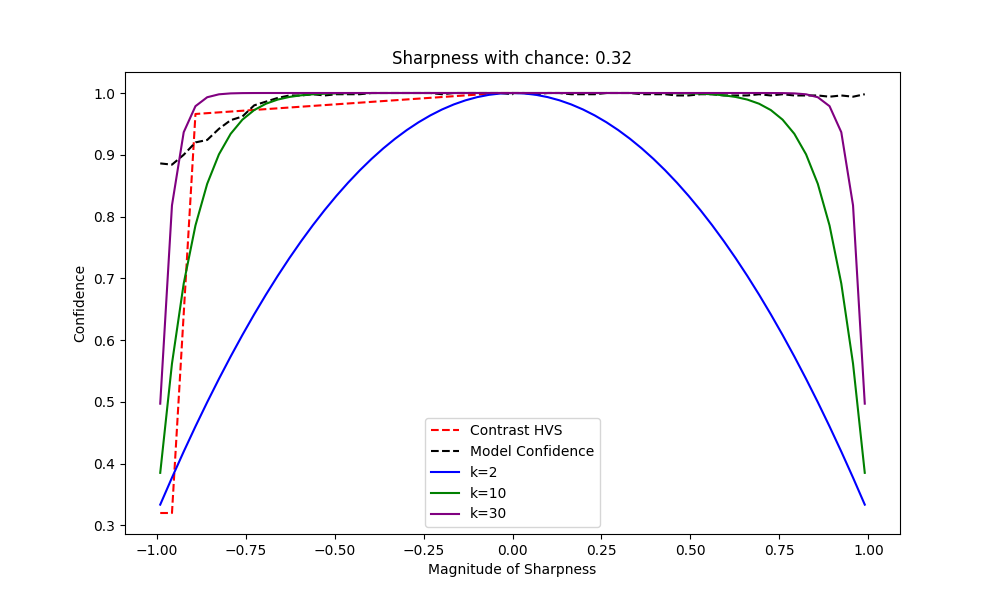 Sharpness with chance: 0.32
Confidence
1.0
0.9
0.8
0.7
0.6
0.5
0.4
0.3
Contrast HVS
Model Confidence
k=2
k=10
k=30
−1.00 −0.75 −0.50 −0.25 0.00 0.25 0.50 0.75 1.00
Magnitude of Sharpness